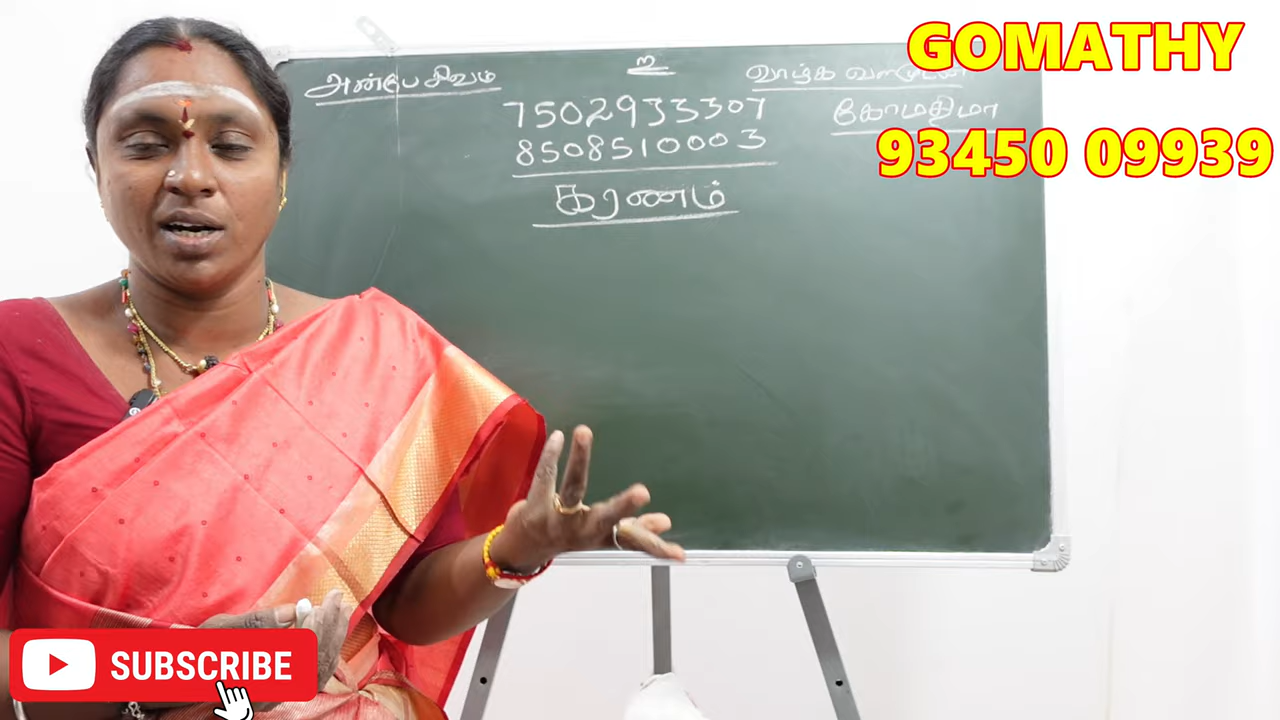 GOMATHY
93450 09939
உ
அன்பே சிவம்
வாழ்க வளமுடன்
7502933307
கோமதிமா
8508510003
கரணம்
SUBSCRIBE